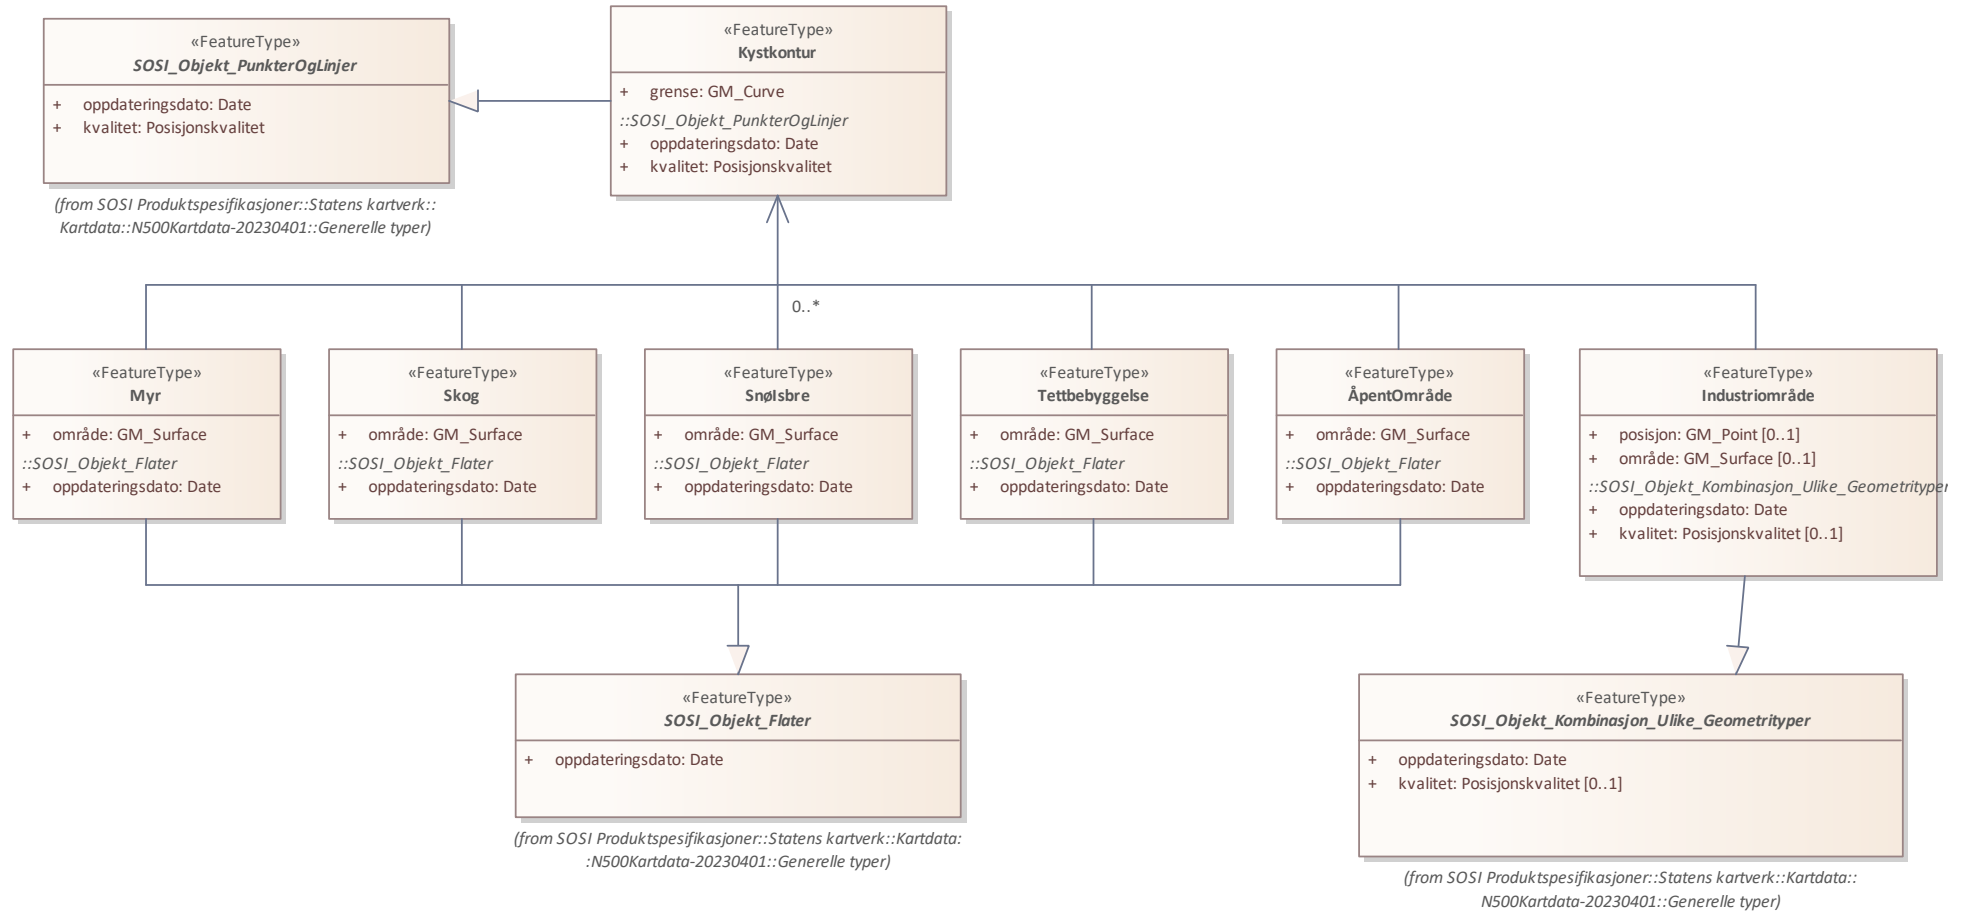 «FeatureType»
SOSI_Objekt_PunkterOgLinjer
+ oppdateringsdato: Date
+ kvalitet: Posisjonskvalitet
(from SOSI Produktspesifikasjoner::Statens kartverk::
Kartdata::N500Kartdata-20230401::Generelle typer)
«FeatureType»
Kystkontur
+ grense: GM_Curve
::SOSI_Objekt_PunkterOgLinjer
+ oppdateringsdato: Date
+ kvalitet: Posisjonskvalitet
0..*
«FeatureType»
Myr
+ område: GM_Surface
::SOSI_Objekt_Flater
+ oppdateringsdato: Date
«FeatureType»
Skog
+ område: GM_Surface
::SOSI_Objekt_Flater
+ oppdateringsdato: Date
«FeatureType»
SnøIsbre
+ område: GM_Surface
::SOSI_Objekt_Flater
+ oppdateringsdato: Date
«FeatureType»
Tettbebyggelse
+ område: GM_Surface
::SOSI_Objekt_Flater
+ oppdateringsdato: Date
«FeatureType»
ÅpentOmråde
+ område: GM_Surface
::SOSI_Objekt_Flater
+ oppdateringsdato: Date
«FeatureType»
Industriområde
+ posisjon: GM_Point [0..1]
+ område: GM_Surface [0..1]
::SOSI_Objekt_Kombinasjon_Ulike_Geometrityper
+ oppdateringsdato: Date
+ kvalitet: Posisjonskvalitet [0..1]
«FeatureType»
SOSI_Objekt_Flater
+ oppdateringsdato: Date
(from SOSI Produktspesifikasjoner::Statens kartverk::Kartdata:
:N500Kartdata-20230401::Generelle typer)
«FeatureType»
SOSI_Objekt_Kombinasjon_Ulike_Geometrityper
+ oppdateringsdato: Date
+ kvalitet: Posisjonskvalitet [0..1]
(from SOSI Produktspesifikasjoner::Statens kartverk::Kartdata::
N500Kartdata-20230401::Generelle typer)